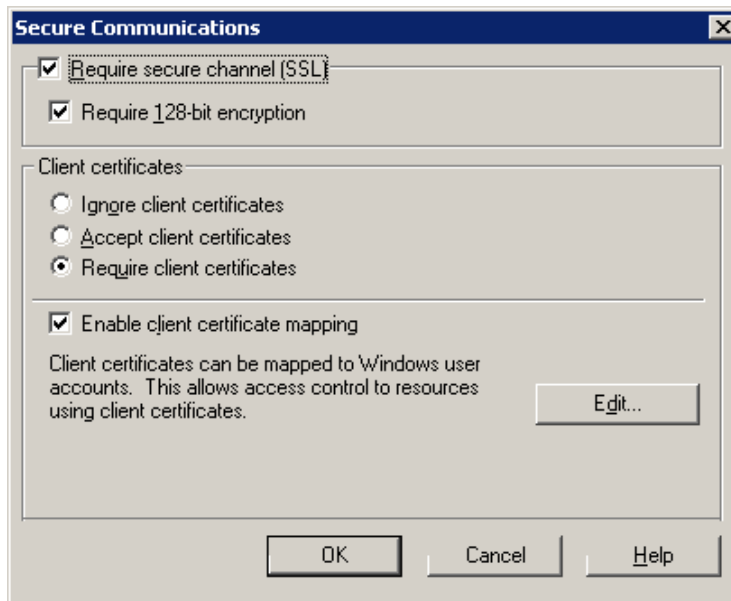 Secure Communications
Require secure channel (SSL)
Require 128-bit encryption
Client certificates
Ignore client certificates
Accept client certificates
Require client certificates
Enable client certificate mapping
Client certificates can be mapped to Windows user
accounts. This allows access control to resources
using client certificates.
Edit...
OK
Cancel
Help